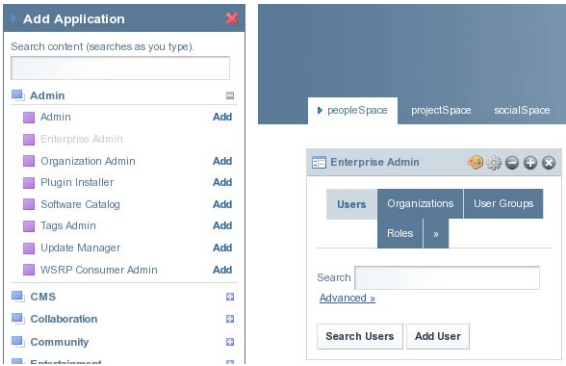 Add Application
Search content (searches as you type).
Admin
Admin Add
Enterprise Admin
Organization Admin Add
Plugin Installer Add
Software Catalog Add
Tags Admin Add
Update Manager Add
WSRP Consumer Admin Add
CMS
Collaboration
Community
Entertainment
peopleSpace projectSpace socialSpace
Enterprise Admin
Users Organizations User Groups
Roles »
Search
Advanced »
Search Users Add User